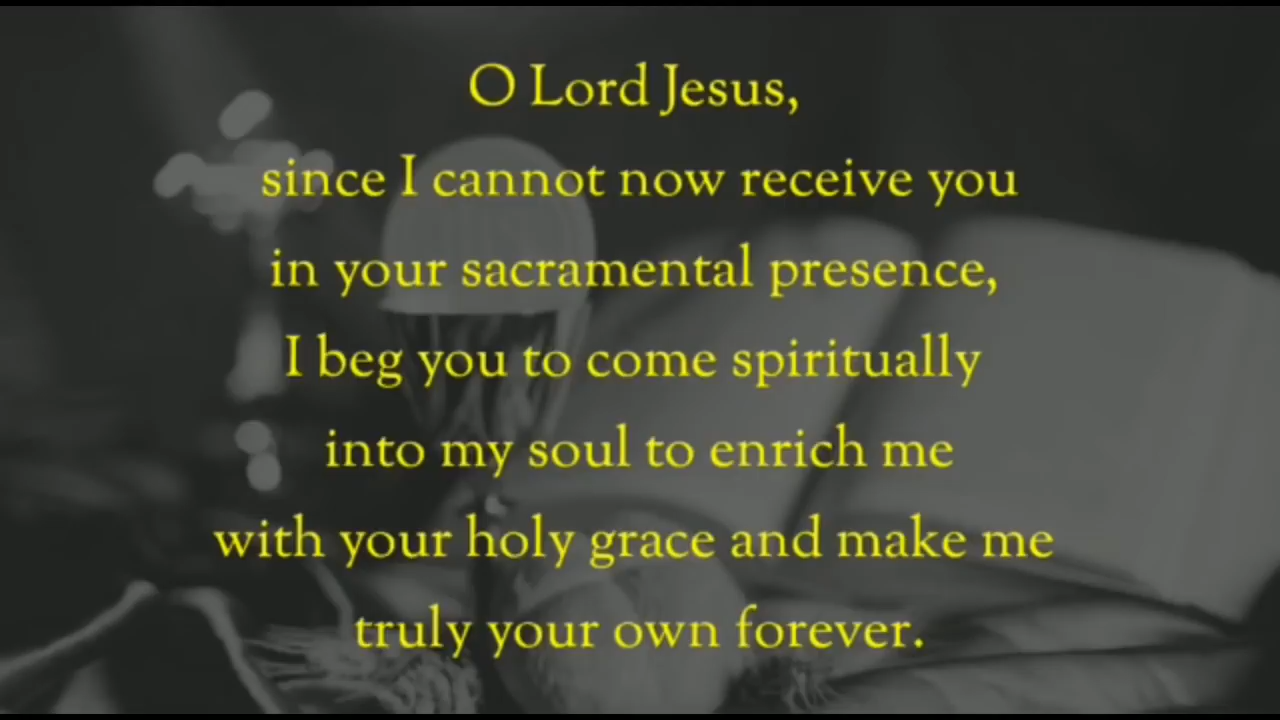 O Lord Jesus,
since I cannot now receive you
in your sacramental presence,
I beg you to come spiritually
into my soul to enrich me
with your holy grace and make me
truly your own forever.